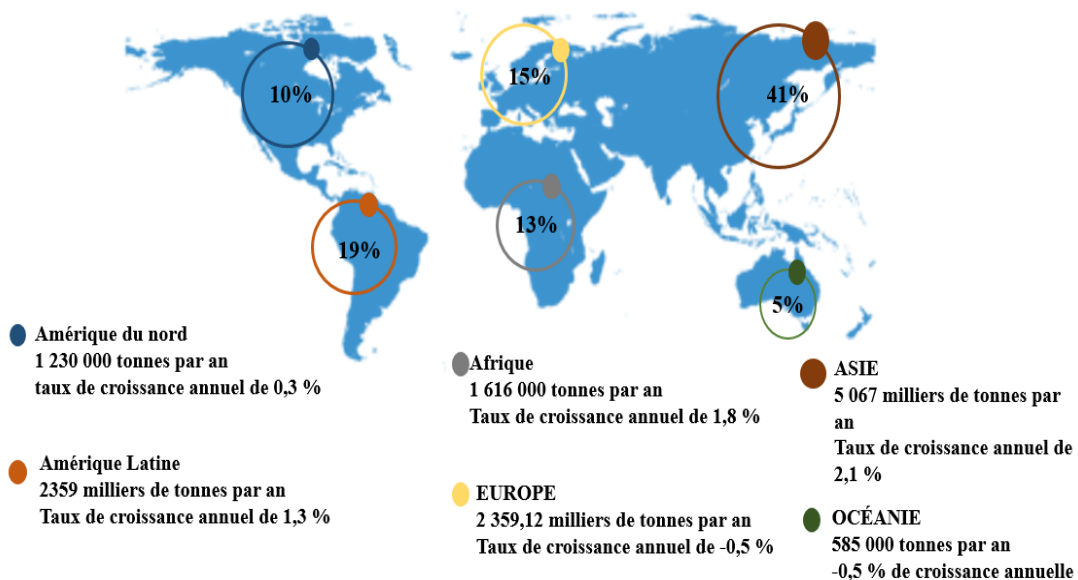 10%
15%
41%
19%
13%
5%
Amérique du nord
1 230 000 tonnes par an
taux de croissance annuel de 0,3 %
Amérique Latine
2359 milliers de tonnes par an
Taux de croissance annuel de 1,3 %
Afrique
1 616 000 tonnes par an
Taux de croissance annuel de 1,8 %
EUROPE
2 359,12 milliers de tonnes par an
Taux de croissance annuel de -0,5 %
ASIE
5 067 milliers de tonnes par
an
Taux de croissance annuel de
2,1 %
OCÉANIE
585 000 tonnes par an
-0,5 % de croissance annuelle